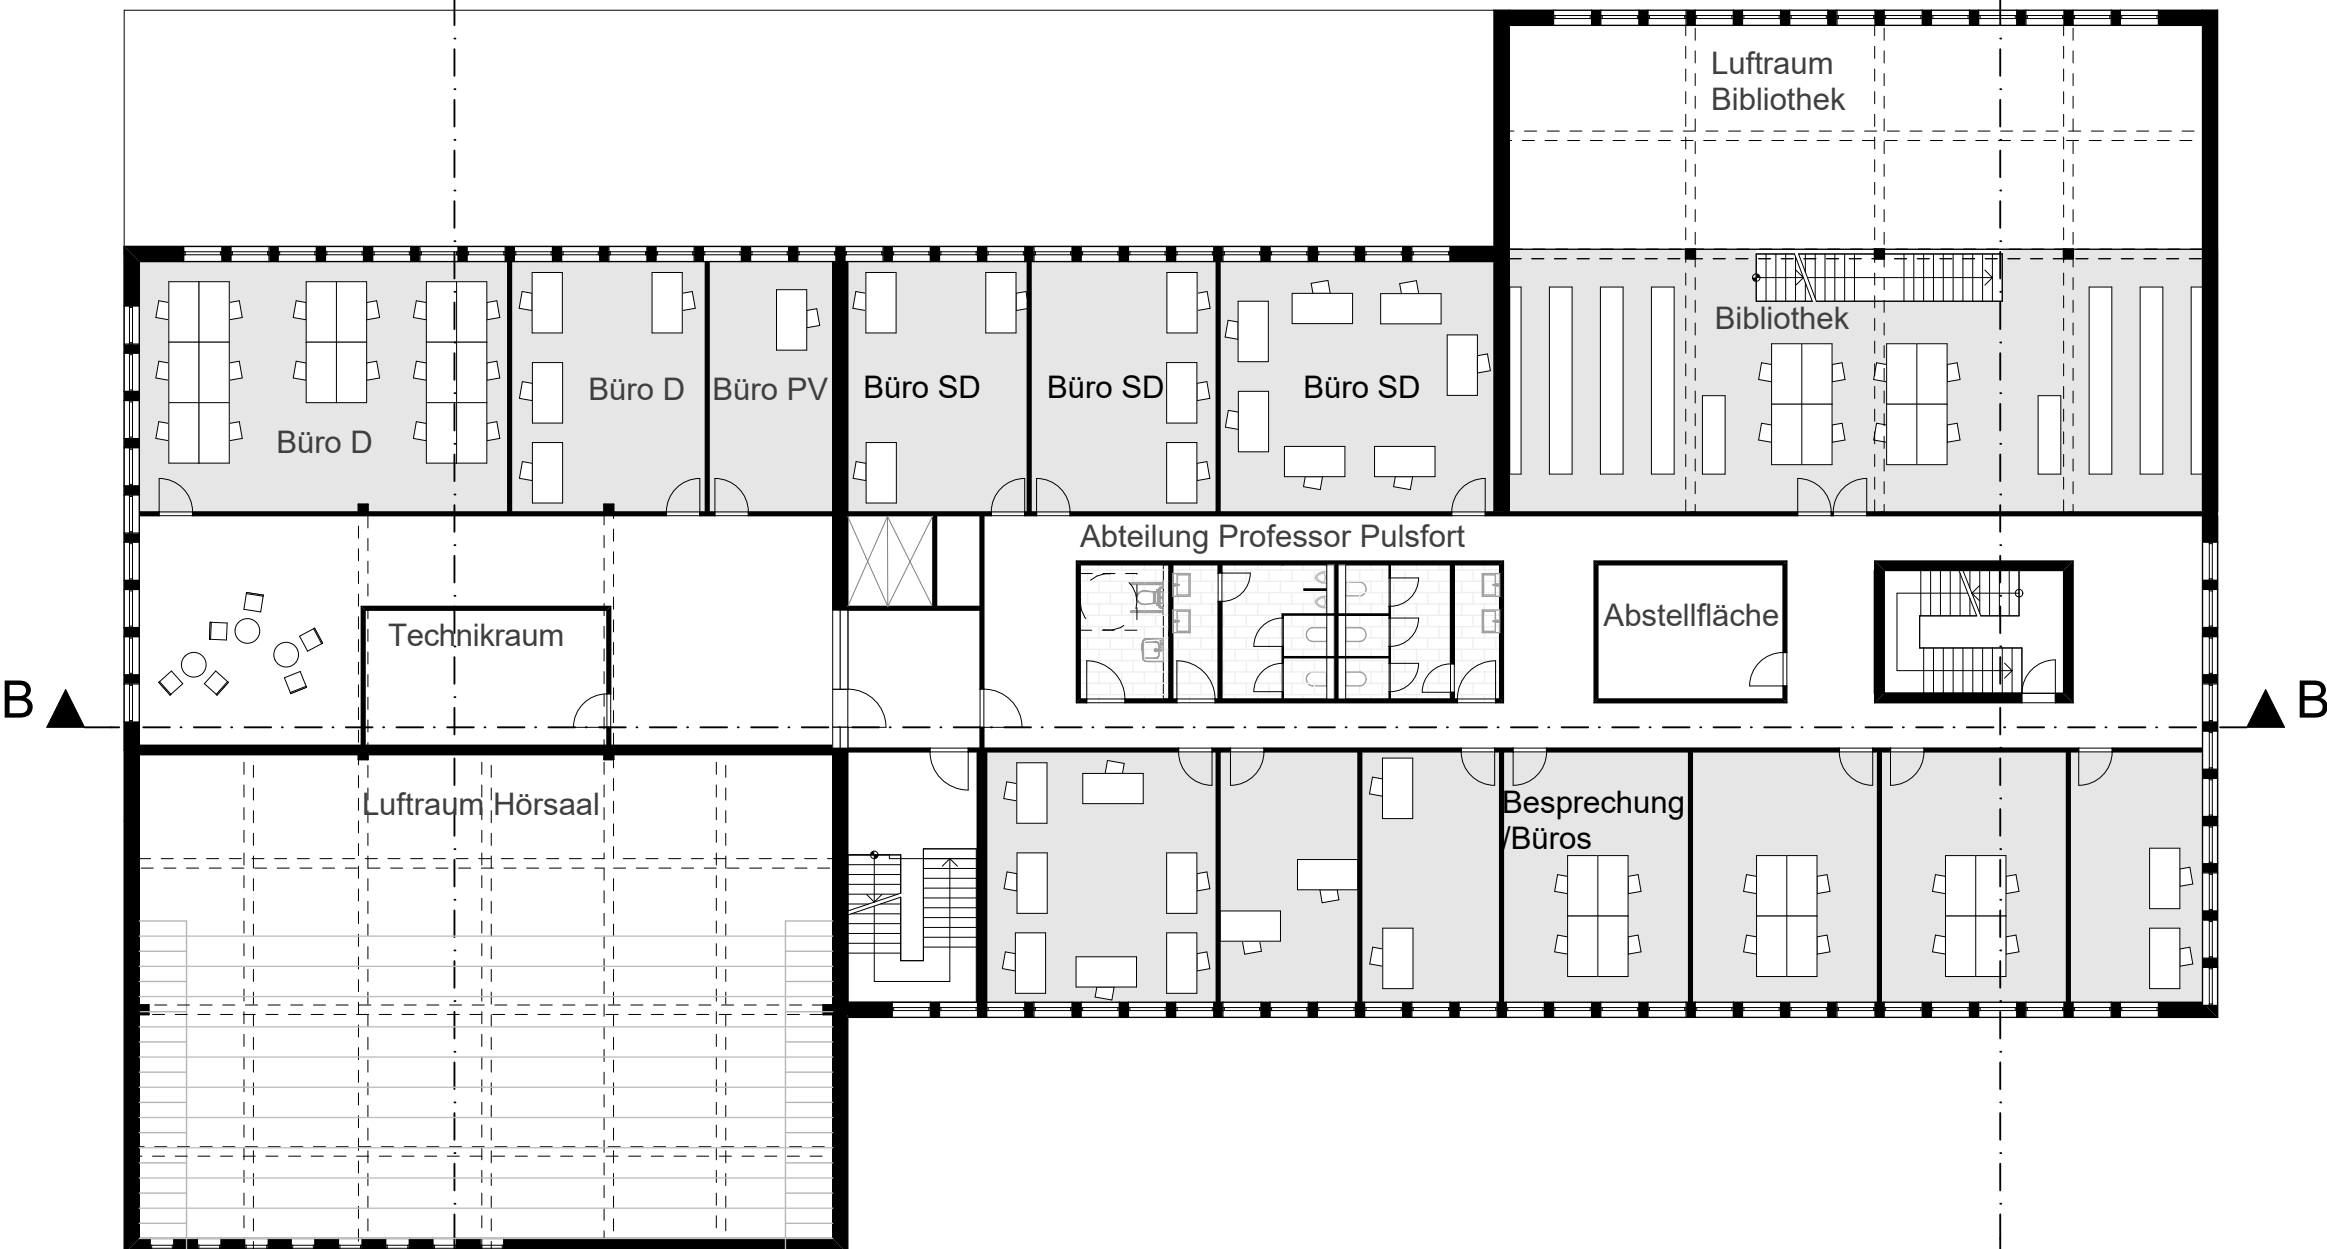 Luftraum
Bibliothek
Bibliothek
Büro D
Büro PV
Büro SD
Büro SD
Büro SD
Büro D
Abteilung Professor Pulsfort
Technikraum
Abstellfläche
B
B
Luftraum Hörsaal
Besprechung
/Büros